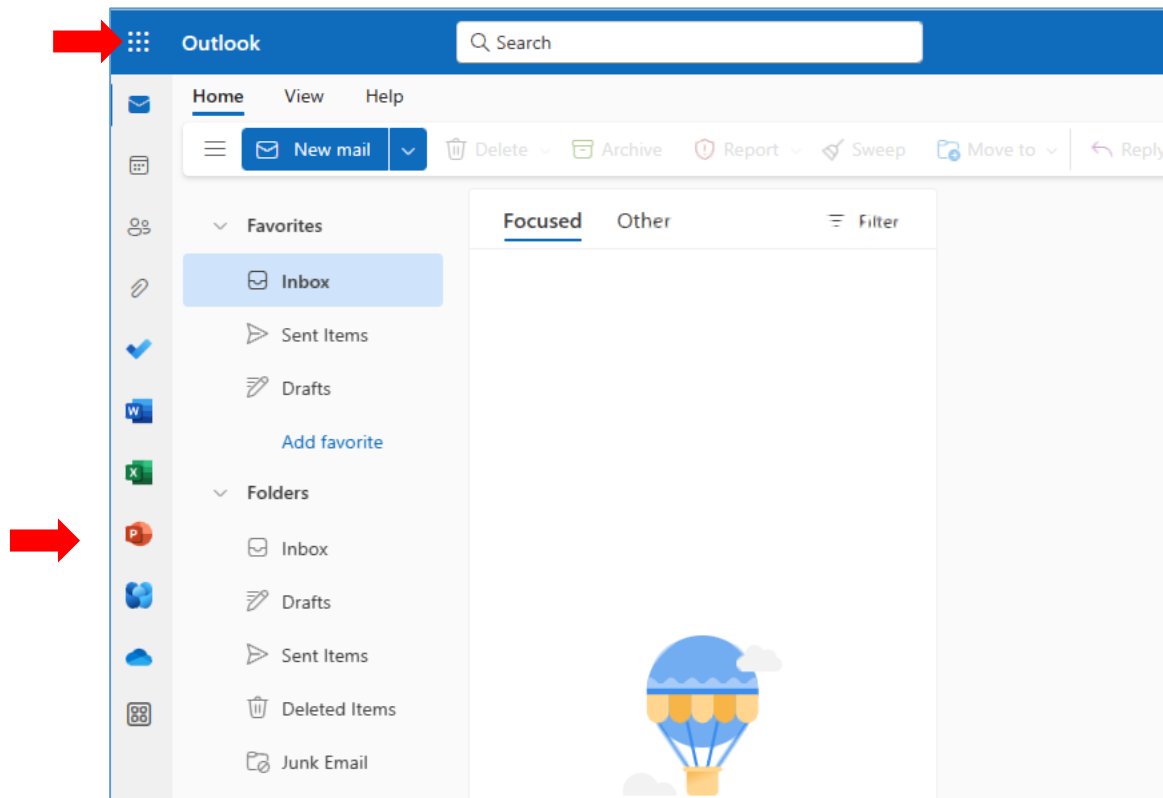 Outlook
Search
Home View Help
New mail Delete Archive Report Sweep Move to Reply
Favorites
Focused Other Filter
Inbox
Sent Items
Drafts
Add favorite
Folders
Inbox
Drafts
Sent Items
Deleted Items
Junk Email
W
X
P